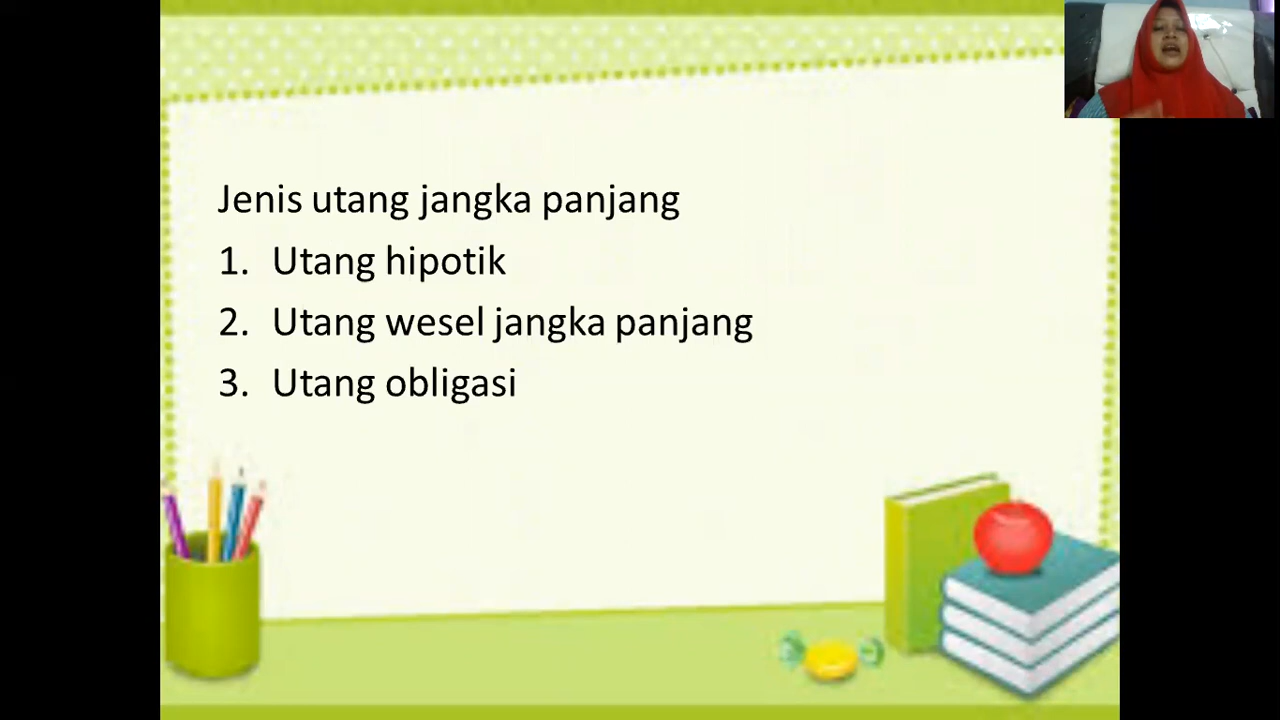 Jenis utang jangka panjang
1. Utang hipotik
2. Utang wesel jangka panjang
3. Utang obligasi